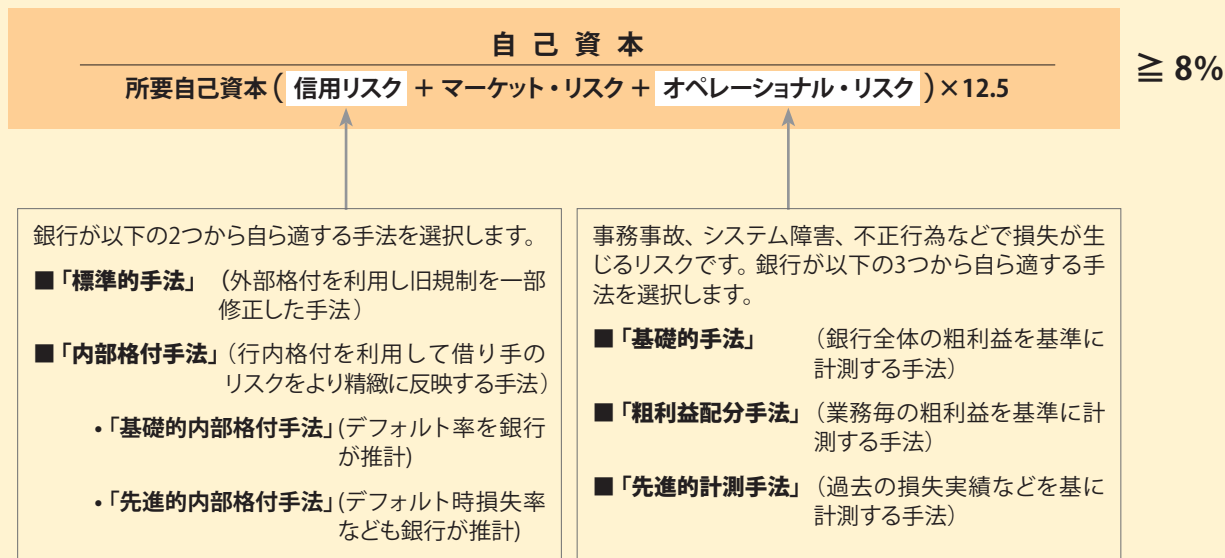 自己資本
所要自己資本(信用リスク + マーケット・リスク + オペレーショナル・リスク)×12.5
≧ 8%
銀行が以下の2つから自ら適する手法を選択します。
■「標準的手法」(外部格付を利用し旧規制を一部
修正した手法)
■「内部格付手法」(行内格付を利用して借り手の
リスクをより精緻に反映する手法)
•「基礎的内部格付手法」(デフォルト率を銀行
が推計)
•「先進的内部格付手法」(デフォルト時損失率
なども銀行が推計)
事務事故、システム障害、不正行為などで損失が生
じるリスクです。銀行が以下の3つから自ら適する手
法を選択します。
■「基礎的手法」(銀行全体の粗利益を基準に
計測する手法)
■「粗利益配分手法」(業務毎の粗利益を基準に計
測する手法)
■「先進的計測手法」(過去の損失実績などを基に
計測する手法)